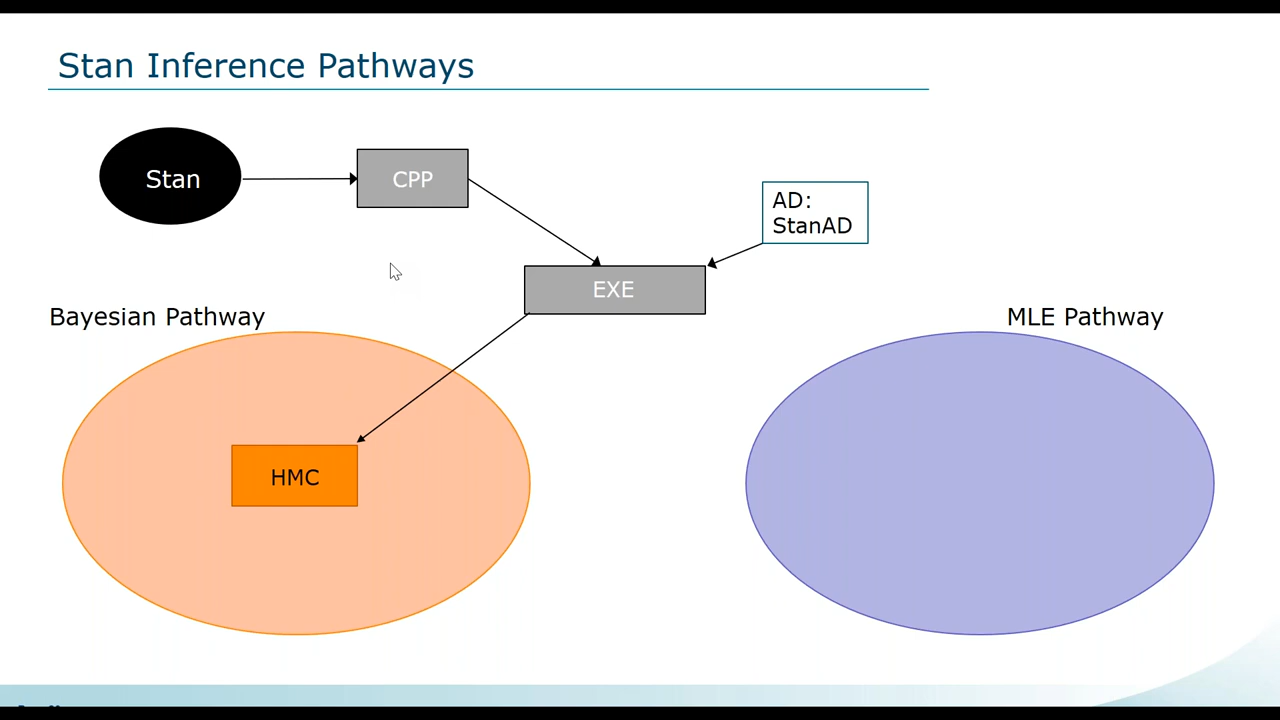 Stan Inference Pathways
Stan
CPP
AD:
StanAD
EXE
Bayesian Pathway
MLE Pathway
HMC